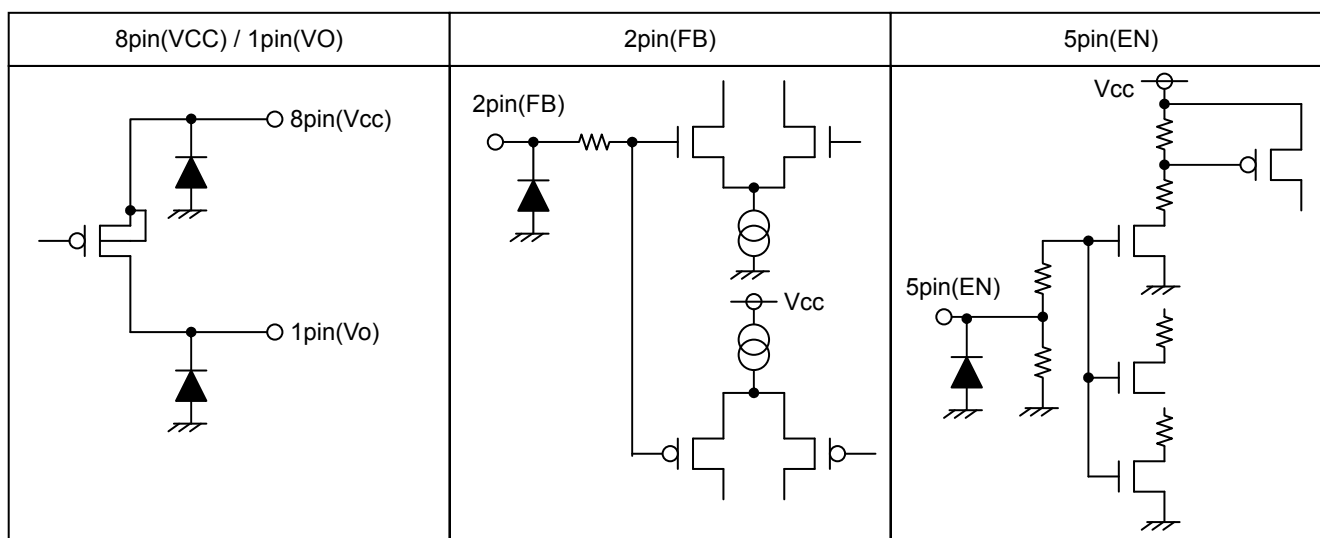 8pin(VCC) / 1pin(VO)
2pin(FB)
5pin(EN)
8pin(Vcc)
1pin(Vo)
2pin(FB)
Vcc
Vcc
5pin(EN)